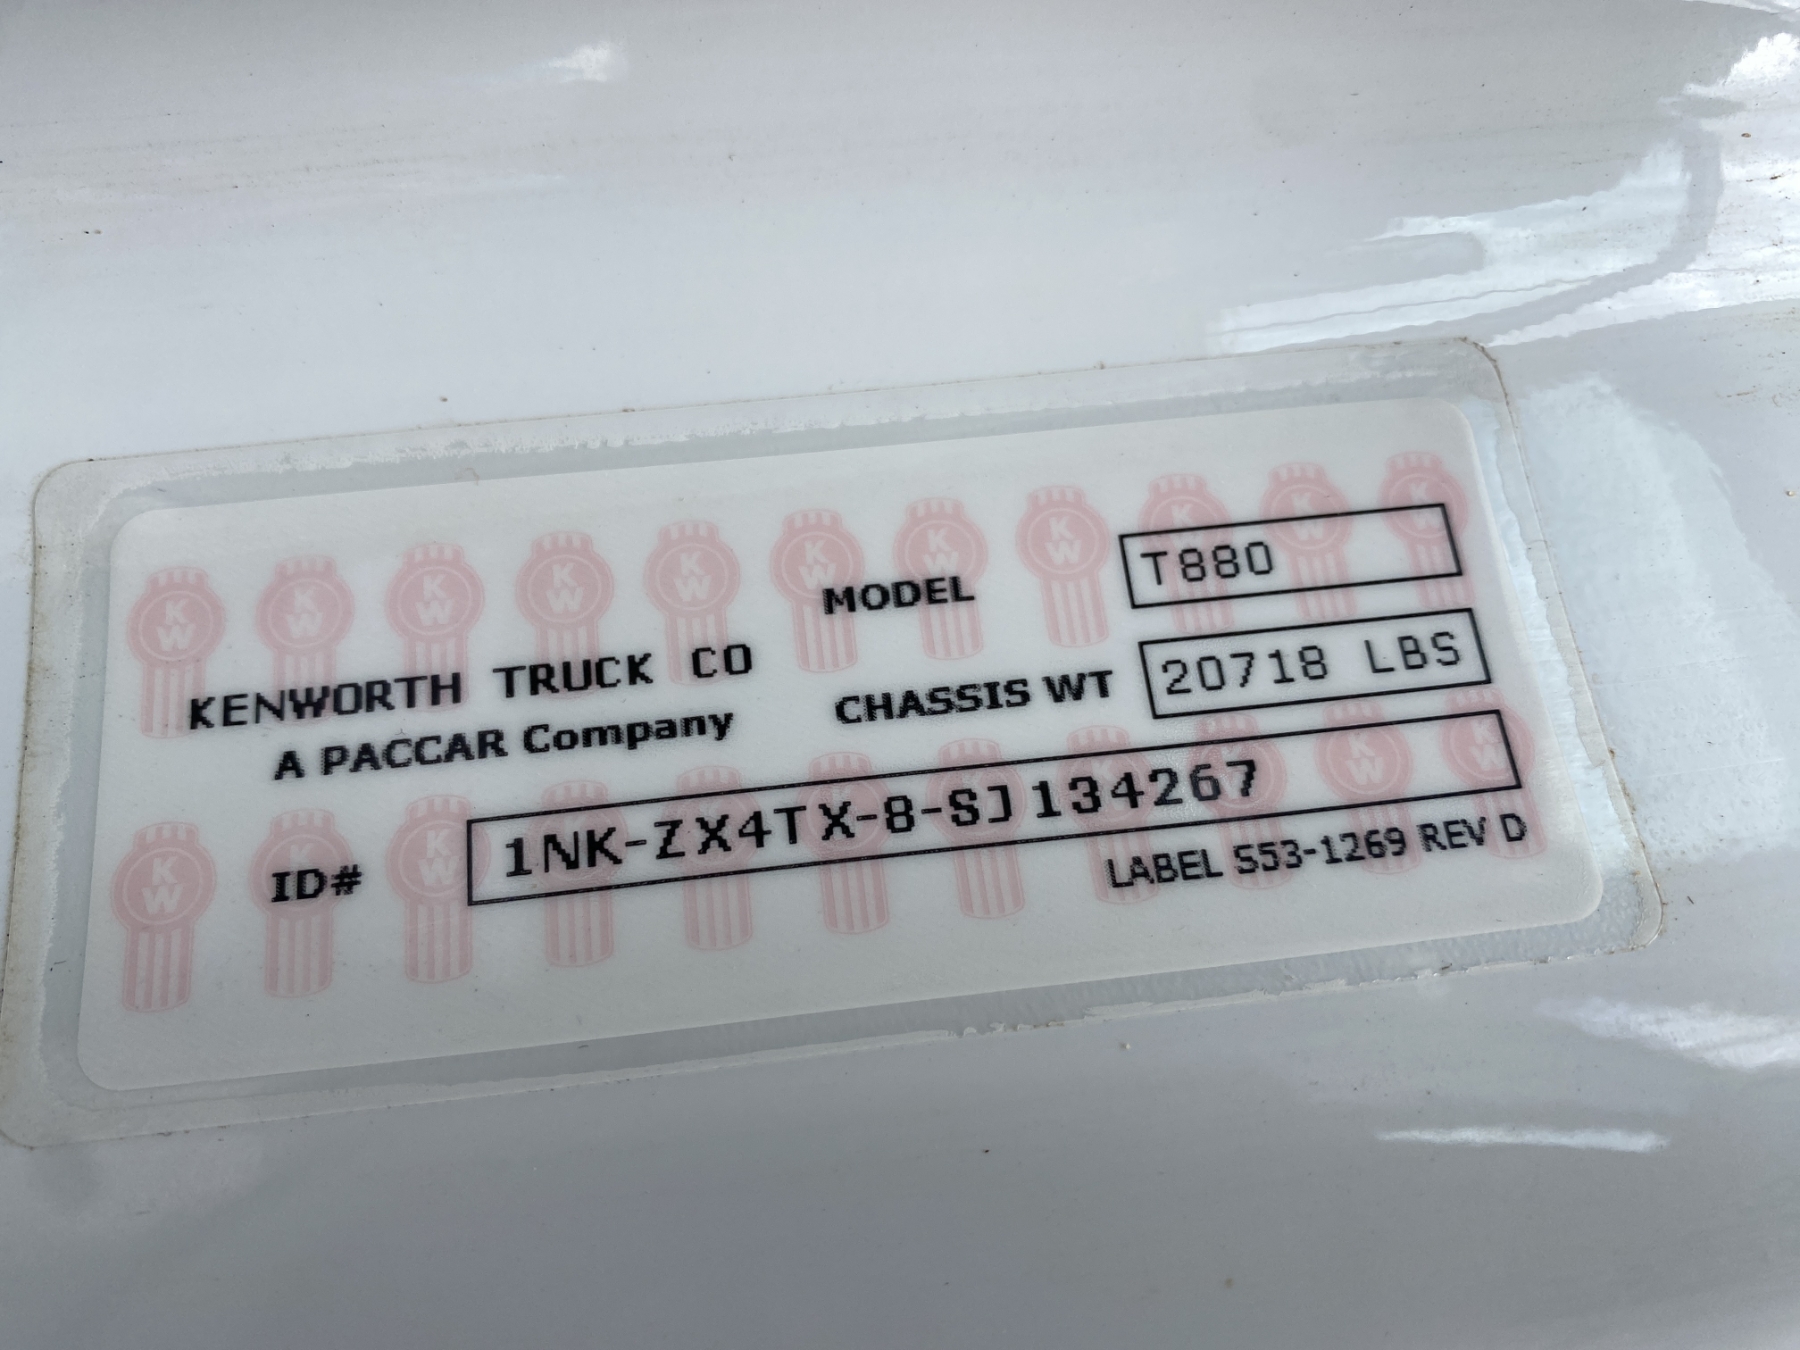 MODEL T880
KENWORTH TRUCK CO
A PACCAR Company
CHASSIS WT 20718 LBS
ID# 1NK-ZX4TX-8-SJ134267
LABEL S53-1269 REV D